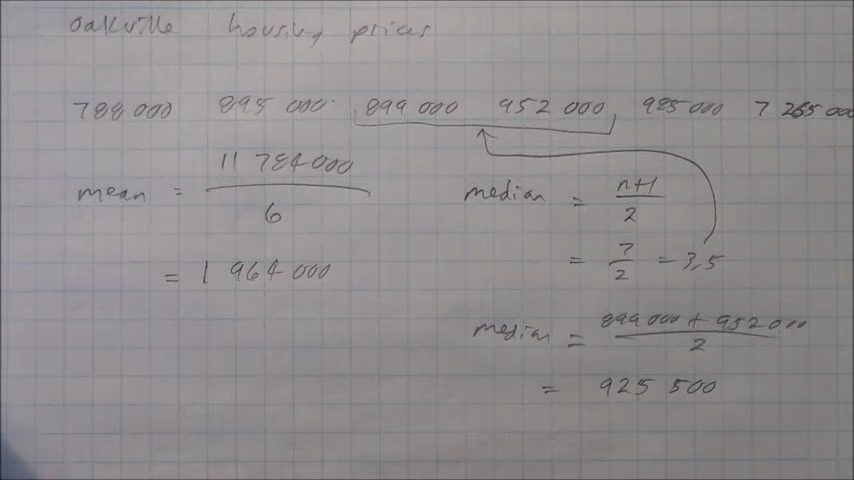 oakville housing prices
788 000 895 000 899 000 952 000 985 000 7 265 000
mean = 11 784 000 / 6
= 1 964 000
median = n+1 / 2
= 7 / 2 = 3,5
median = 899 000 + 952 000 / 2
= 925 500